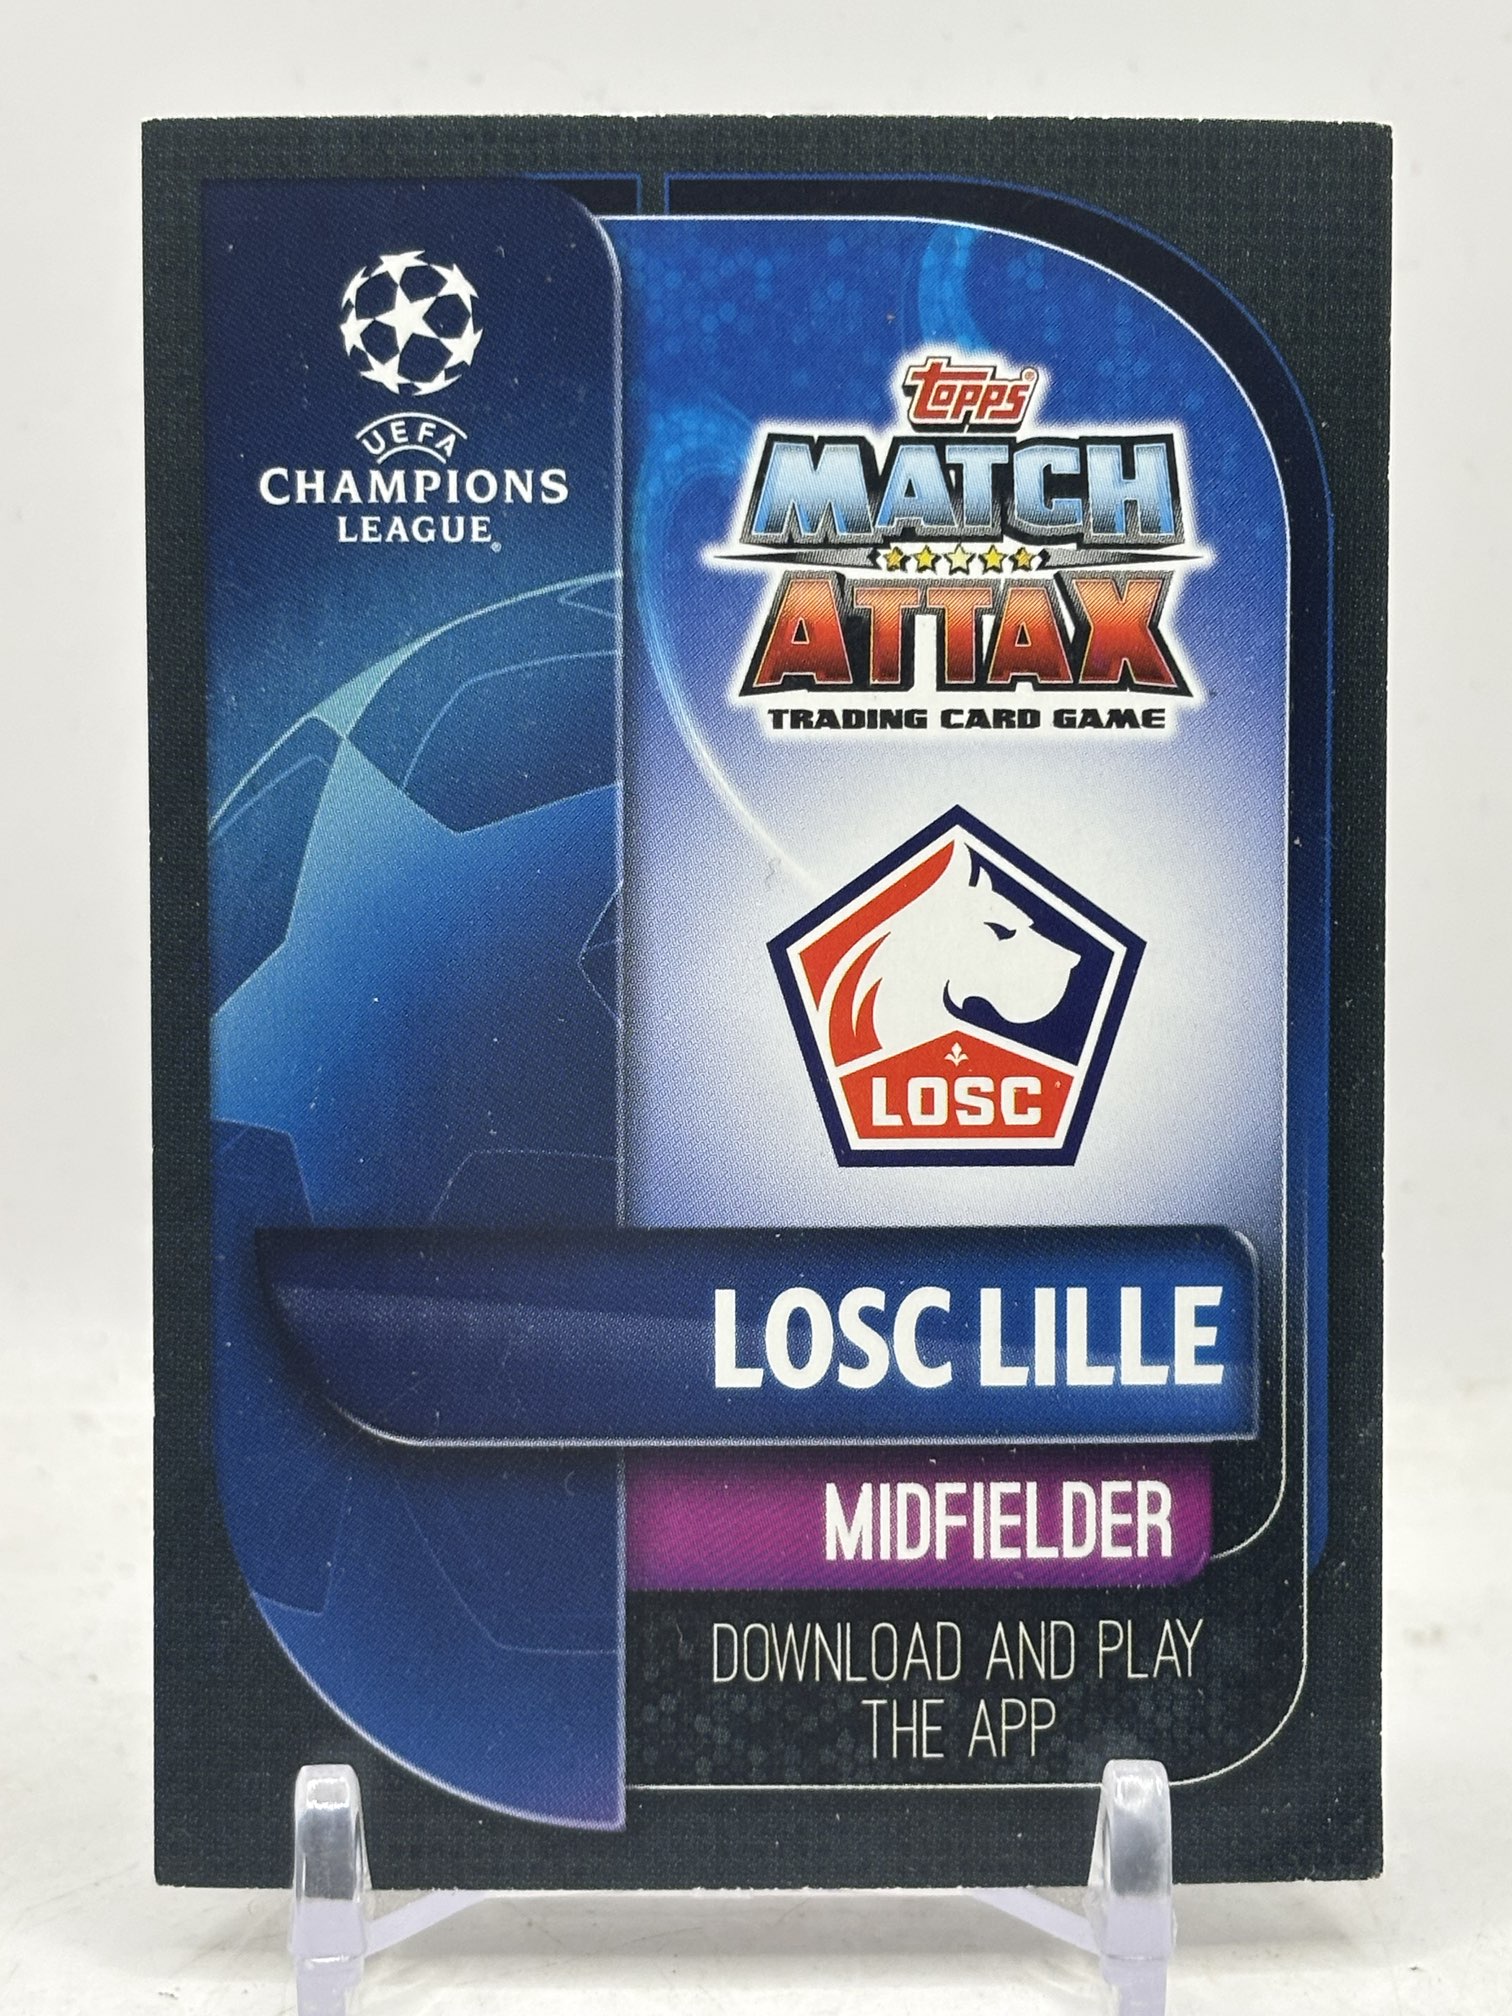 UEFA
CHAMPIONS
LEAGUE®
topps®
MATCH
ATTAX
TRADING CARD GAME
LOSC
LOSC LILLE
MIDFIELDER
DOWNLOAD AND PLAY
THE APP